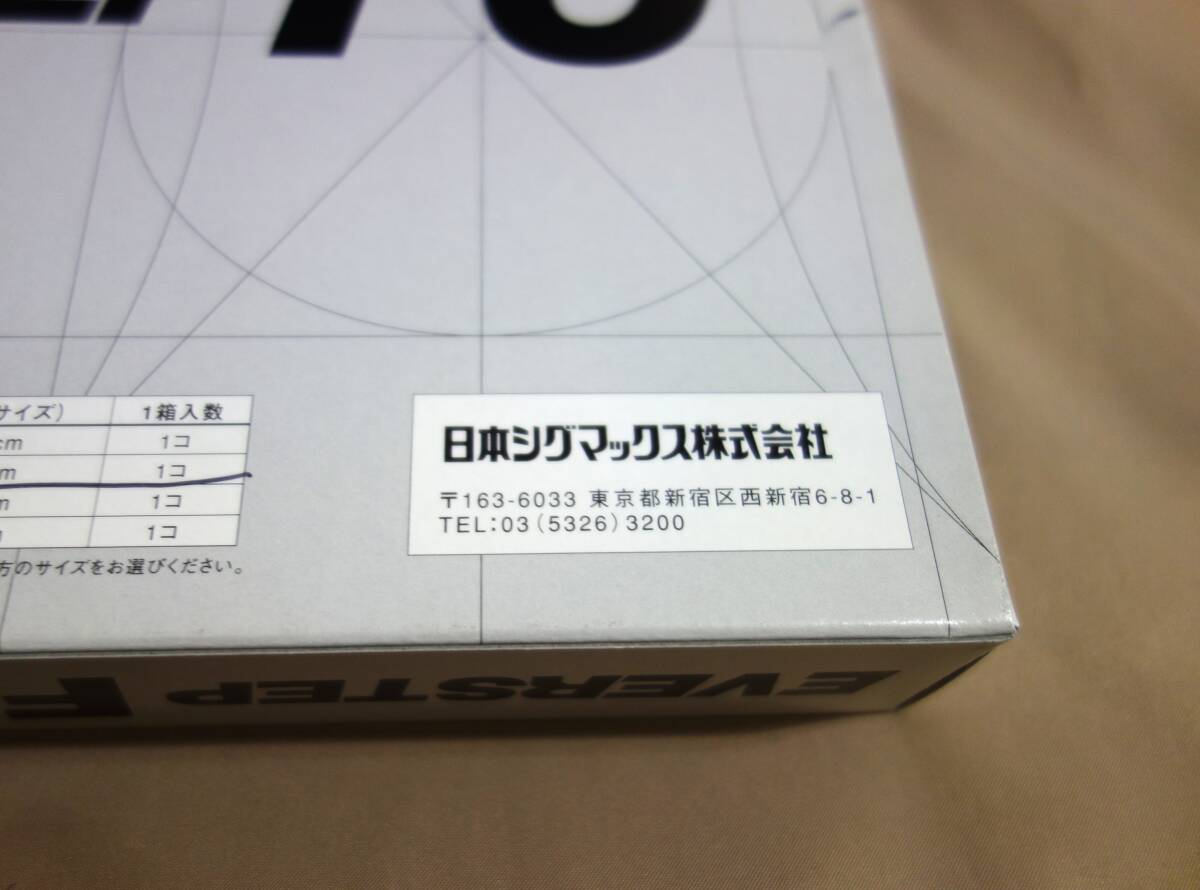 サイズ) 1箱入数
cm 1コ
m 1コ
1コ
1コ
方のサイズをお選びください。
日本シグマックス株式会社
〒163-6033 東京都新宿区西新宿6-8-1
TEL:03(5326)3200
EVERSTEP F